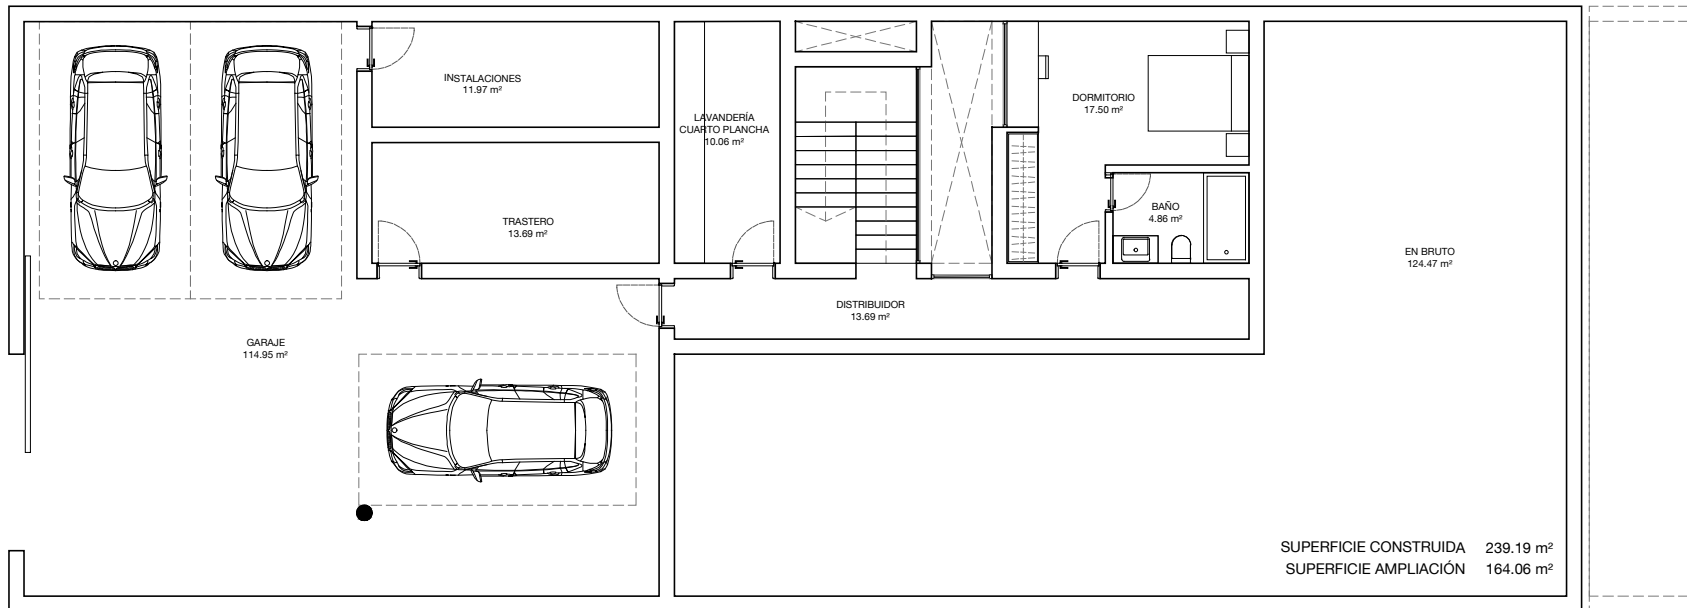 INSTALACIONES
11.97 m²
LAVANDERÍA
CUARTO PLANCHA
10.06 m²
DORMITORIO
17.50 m²
TRASTERO
13.69 m²
BAÑO
4.86 m²
EN BRUTO
124.47 m²
DISTRIBUIDOR
13.69 m²
GARAJE
114.95 m²
SUPERFICIE CONSTRUIDA 239.19 m²
SUPERFICIE AMPLIACIÓN 164.06 m²